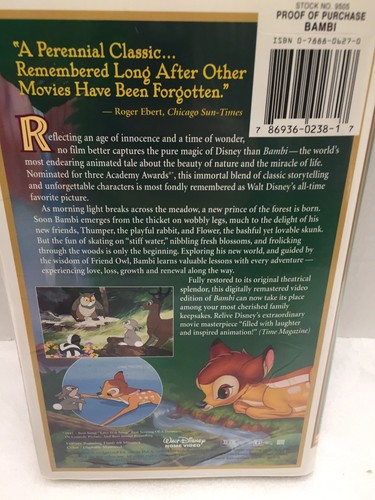 STOCK NO. 9505
PROOF OF PURCHASE
BAMBI
ISBN 0-7888-0627-0
7 86936-0238-1 7
"A Perennial Classic...
Remembered Long After Other
Movies Have Been Forgotten."
— Roger Ebert, Chicago Sun-Times
Reflecting an age of innocence and a time of wonder,
no film better captures the pure magic of Disney than Bambi—the world's
most endearing animated tale about the beauty of nature and the miracle of life.
Nominated for three Academy Awards®, this immortal blend of classic storytelling
and unforgettable characters is most fondly remembered as Walt Disney's all-time
favorite picture.
As morning light breaks across the meadow, a new prince of the forest is born.
Soon Bambi emerges from the thicket on wobbly legs, much to the delight of his
new friends, Thumper, the playful rabbit, and Flower, the bashful yet lovable skunk.
But the fun of skating on "stiff water," nibbling fresh blossoms, and frolicking
through the woods is only the beginning. Exploring his new world, and guided by
the wisdom of Friend Owl, Bambi learns valuable lessons with every adventure —
experiencing love, loss, growth and renewal along the way.
Fully restored to its original theatrical
splendor, this digitally remastered video
edition of Bambi can now take its place
among your most cherished family
keepsakes. Relive Disney's extraordinary
movie masterpiece "filled with laughter
and inspired animation!" (Time Magazine)
Walt Disney
HOME VIDEO